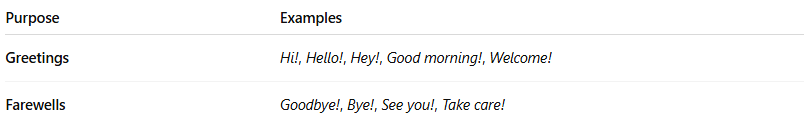 Purpose Examples
Greetings Hi!, Hello!, Hey!, Good morning!, Welcome!
Farewells Goodbye!, Bye!, See you!, Take care!